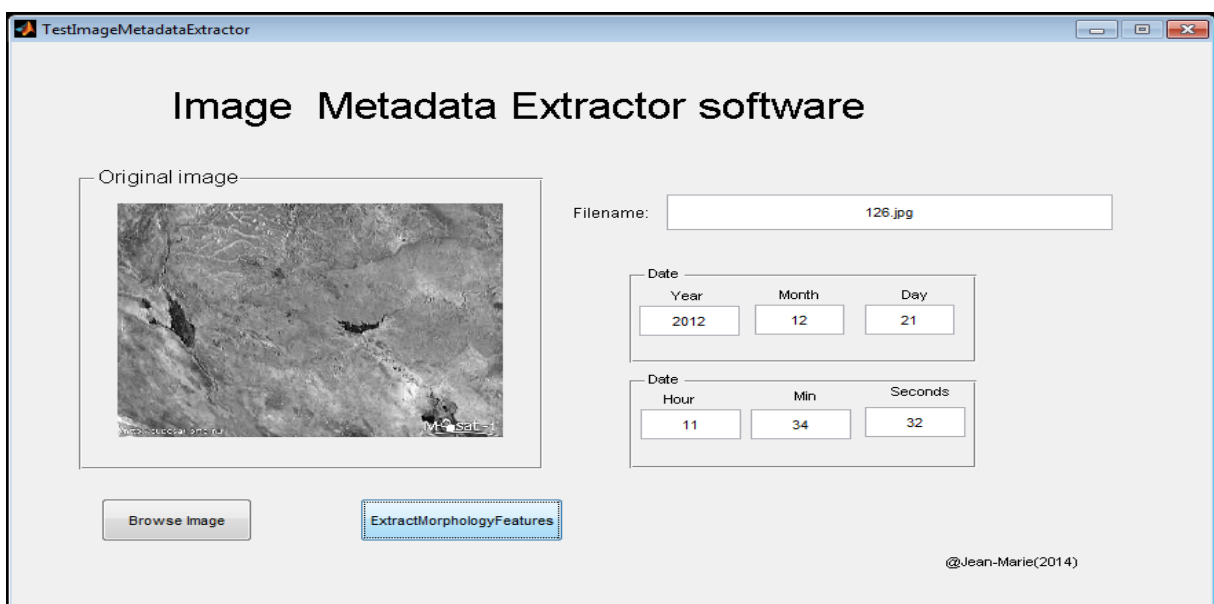 TestImageMetadataExtractor
Image Metadata Extractor software
Original image
Filename: 126.jpg
Date
Year Month Day
2012 12 21
Date
Hour Min Seconds
11 34 32
Browse Image ExtractMorphologyFeatures
@Jean-Marie(2014)